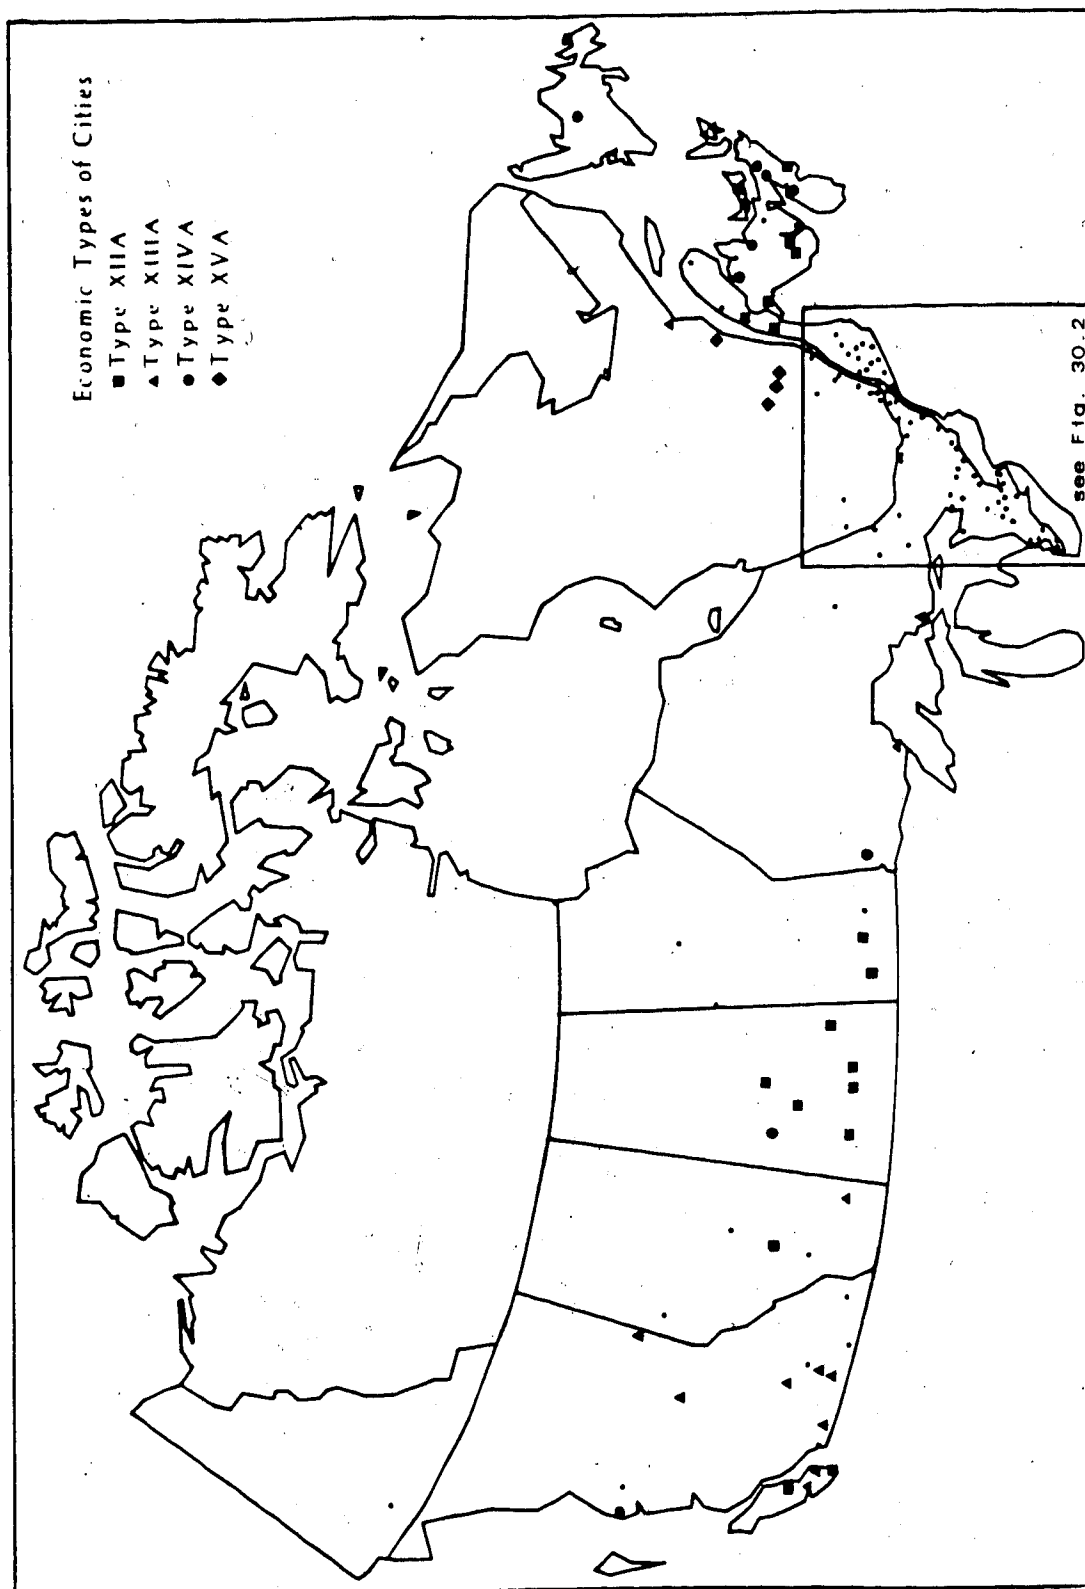 Economic Types of Cities
■ Type XIIA
▲ Type XIIIA
● Type XIVA
◆ Type XVA
see Fig. 30.2